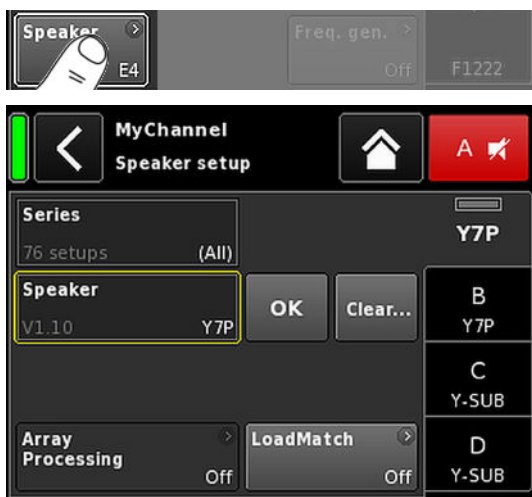 Speaker
Freq. gen.
E4
Off
F1222
MyChannel
Speaker setup
A
Series
76 setups
(All)
Y7P
Speaker
V1.10
Y7P
OK
Clear...
B
Y7P
C
Y-SUB
Array
Processing
Off
LoadMatch
Off
D
Y-SUB